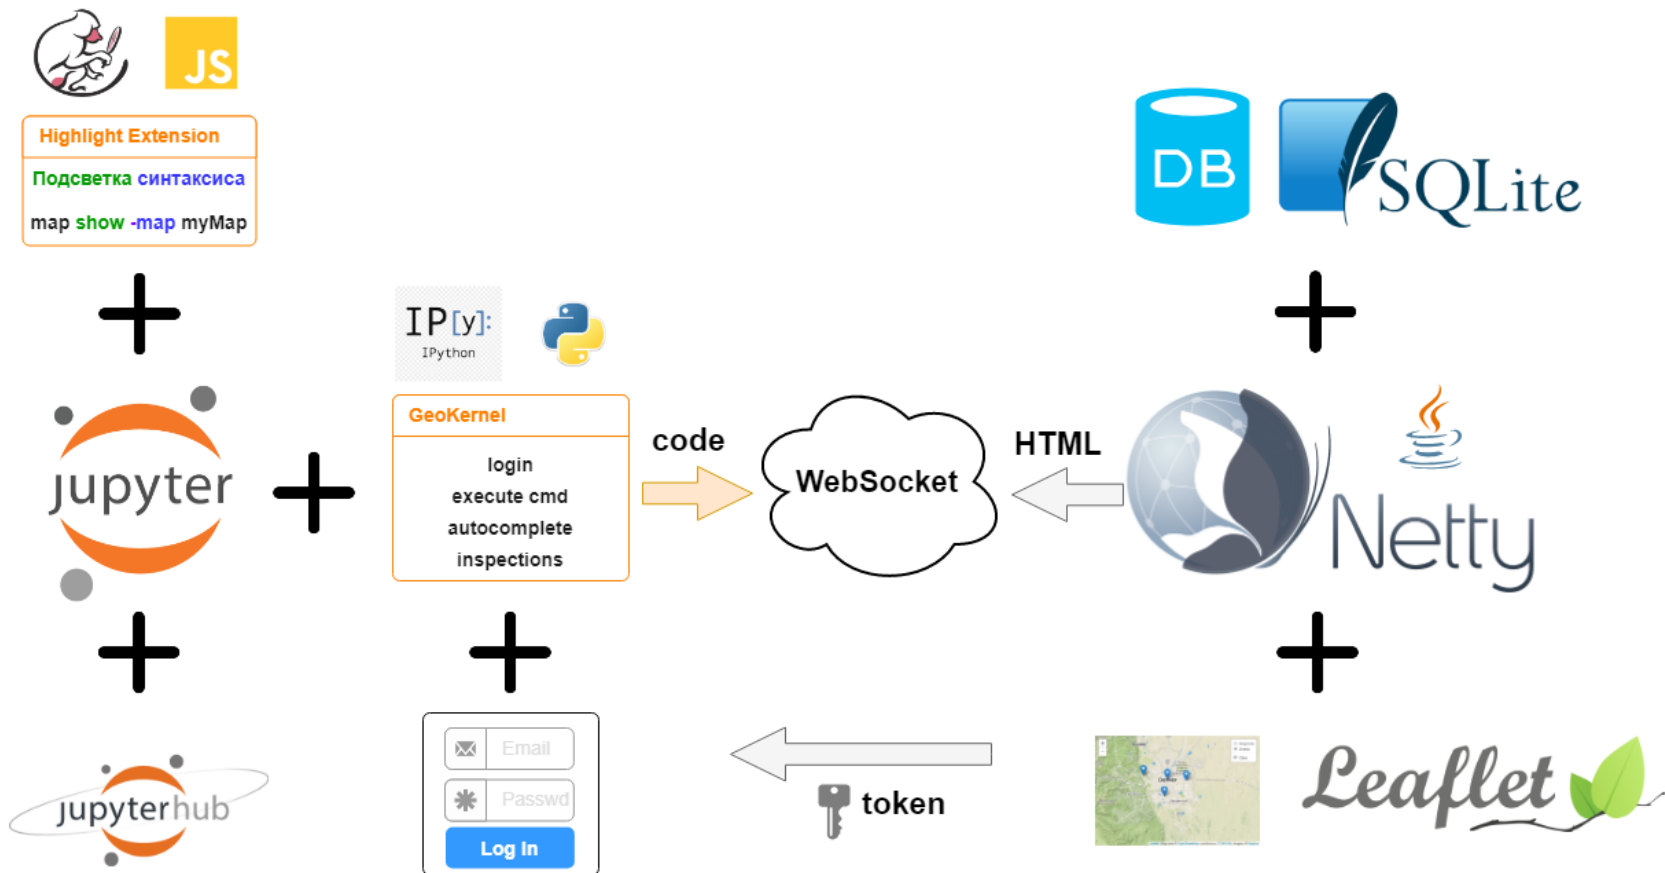 JS
Highlight Extension
Подсветка синтаксиса
map show -map myMap
DB
SQLite
IP[y]:
IPython
GeoKernel
login
execute cmd
autocomplete
inspections
code
WebSocket
HTML
jupyter
Netty
Email
Passwd
Log In
token
jupyterhub
Leaflet